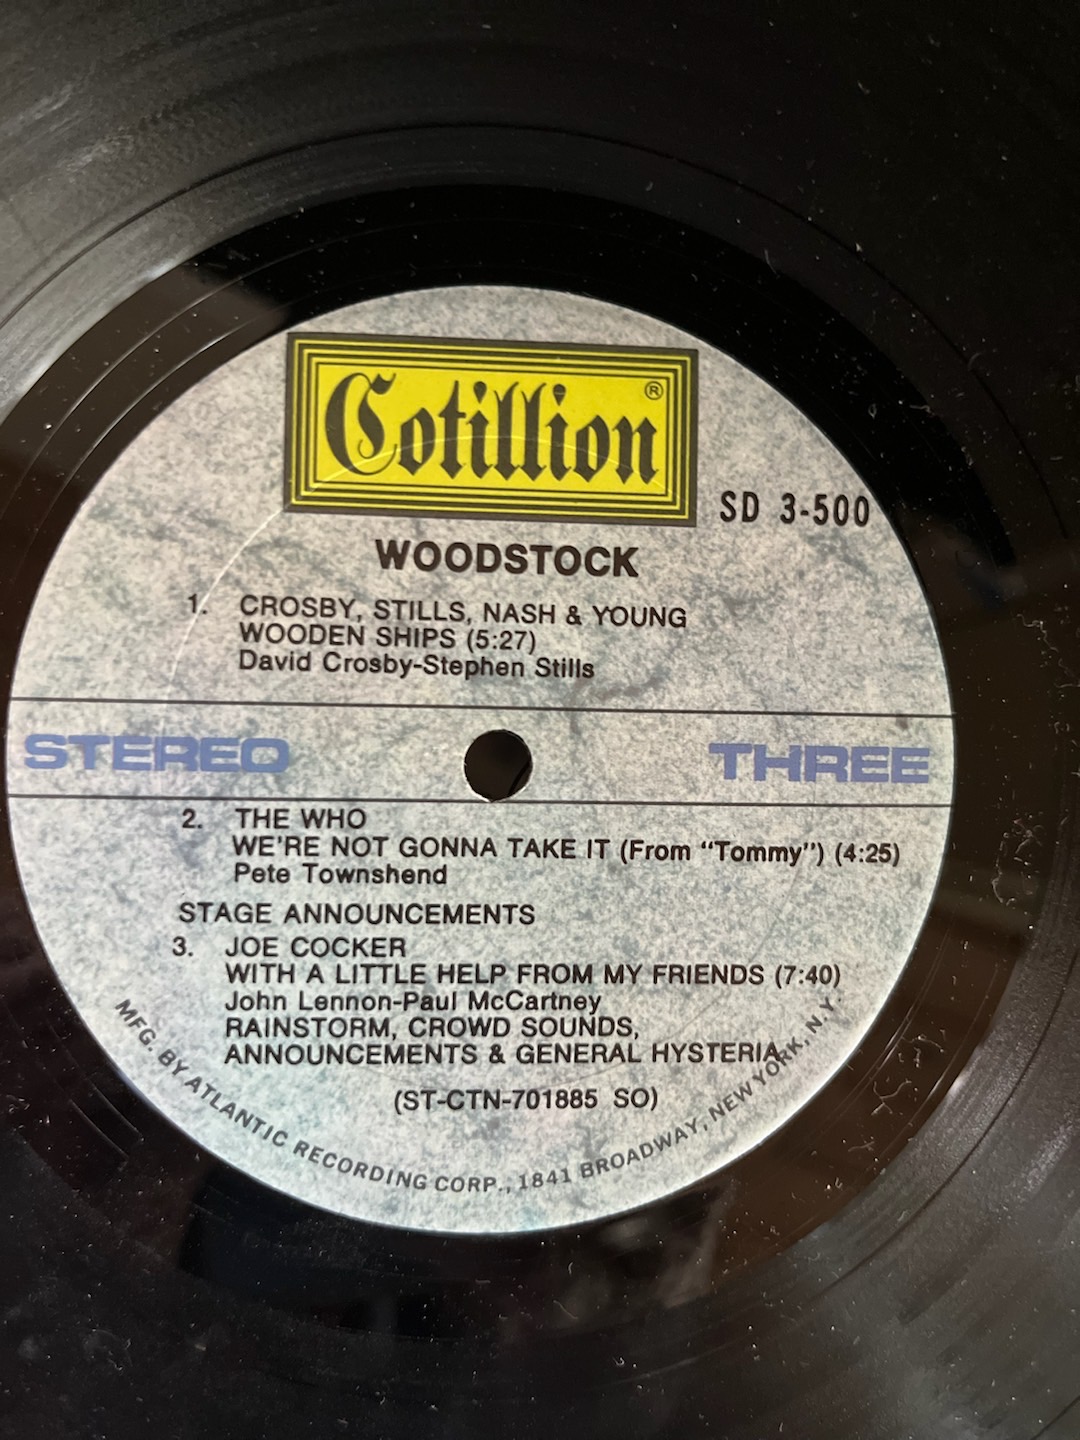 Cotillion ®
SD 3-500
WOODSTOCK
1. CROSBY, STILLS, NASH & YOUNG
WOODEN SHIPS (5:27)
David Crosby-Stephen Stills
STEREO THREE
2. THE WHO
WE'RE NOT GONNA TAKE IT (From "Tommy") (4:25)
Pete Townshend
STAGE ANNOUNCEMENTS
3. JOE COCKER
WITH A LITTLE HELP FROM MY FRIENDS (7:40)
John Lennon-Paul McCartney
RAINSTORM, CROWD SOUNDS,
ANNOUNCEMENTS & GENERAL HYSTERIA
(ST-CTN-701885 SO)
MFG. BY ATLANTIC RECORDING CORP., 1841 BROADWAY, NEW YORK, N.Y.